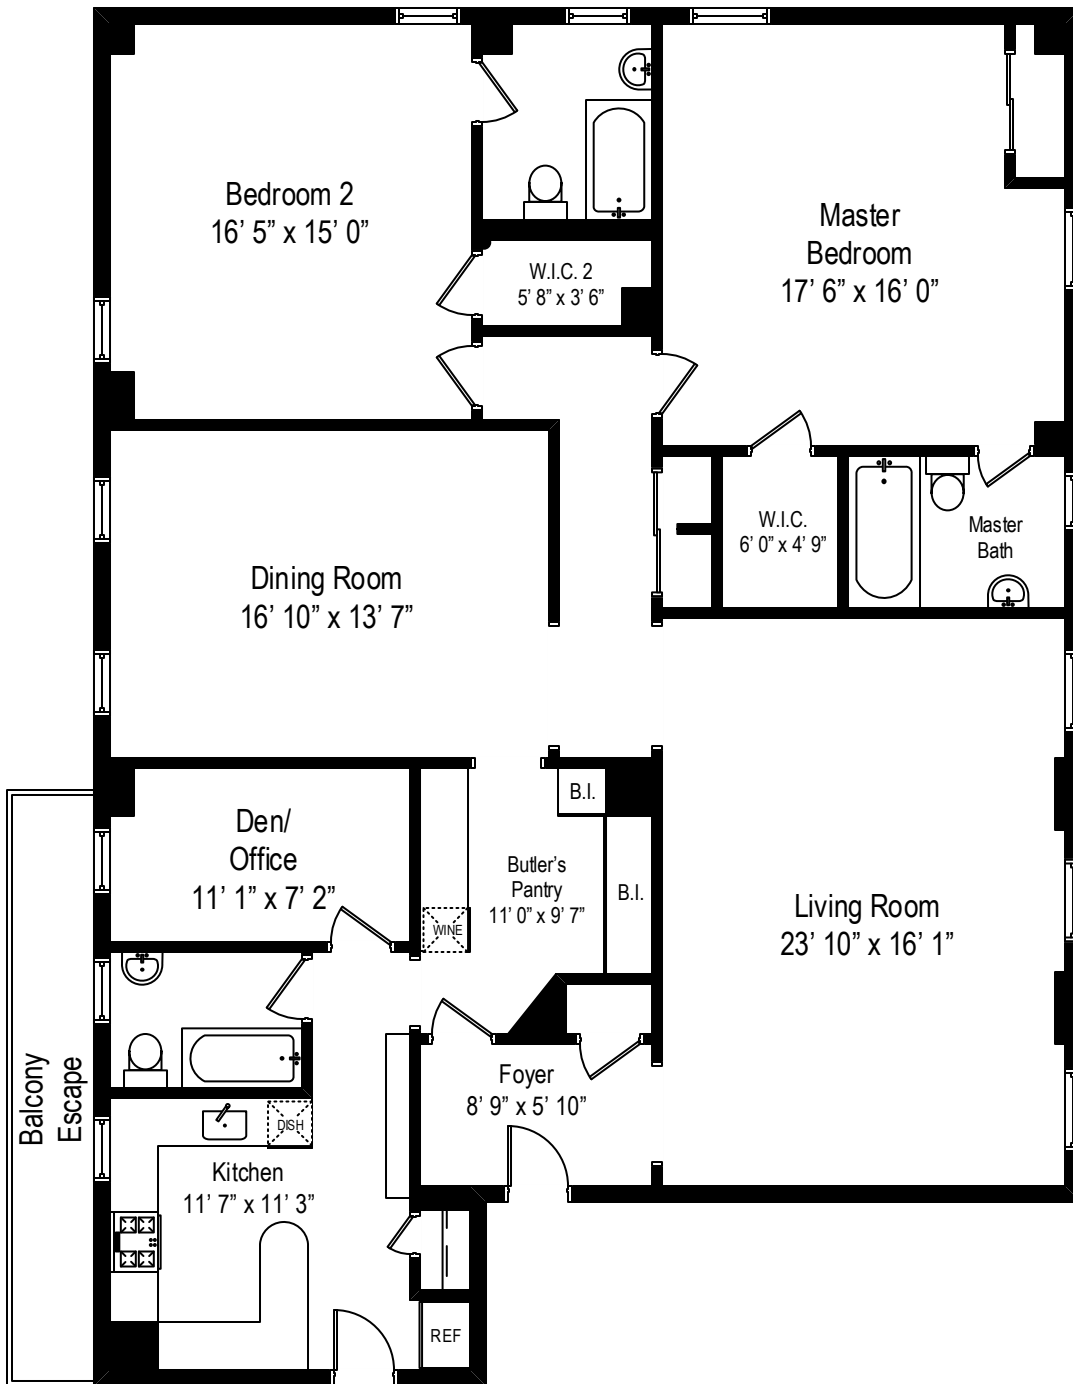 Bedroom 2
16’ 5” x 15’ 0”
W.I.C. 2
5’ 8” x 3’ 6”
Master
Bedroom
17’ 6” x 16’ 0”
W.I.C.
6’ 0” x 4’ 9”
Master
Bath
Dining Room
16’ 10” x 13’ 7”
Den/
Office
11’ 1” x 7’ 2”
B.I.
Butler’s
Pantry
11’ 0” x 9’ 7”
B.I.
WINE
Living Room
23’ 10” x 16’ 1”
Foyer
8’ 9” x 5’ 10”
Balcony
Escape
DISH
Kitchen
11’ 7” x 11’ 3”
REF